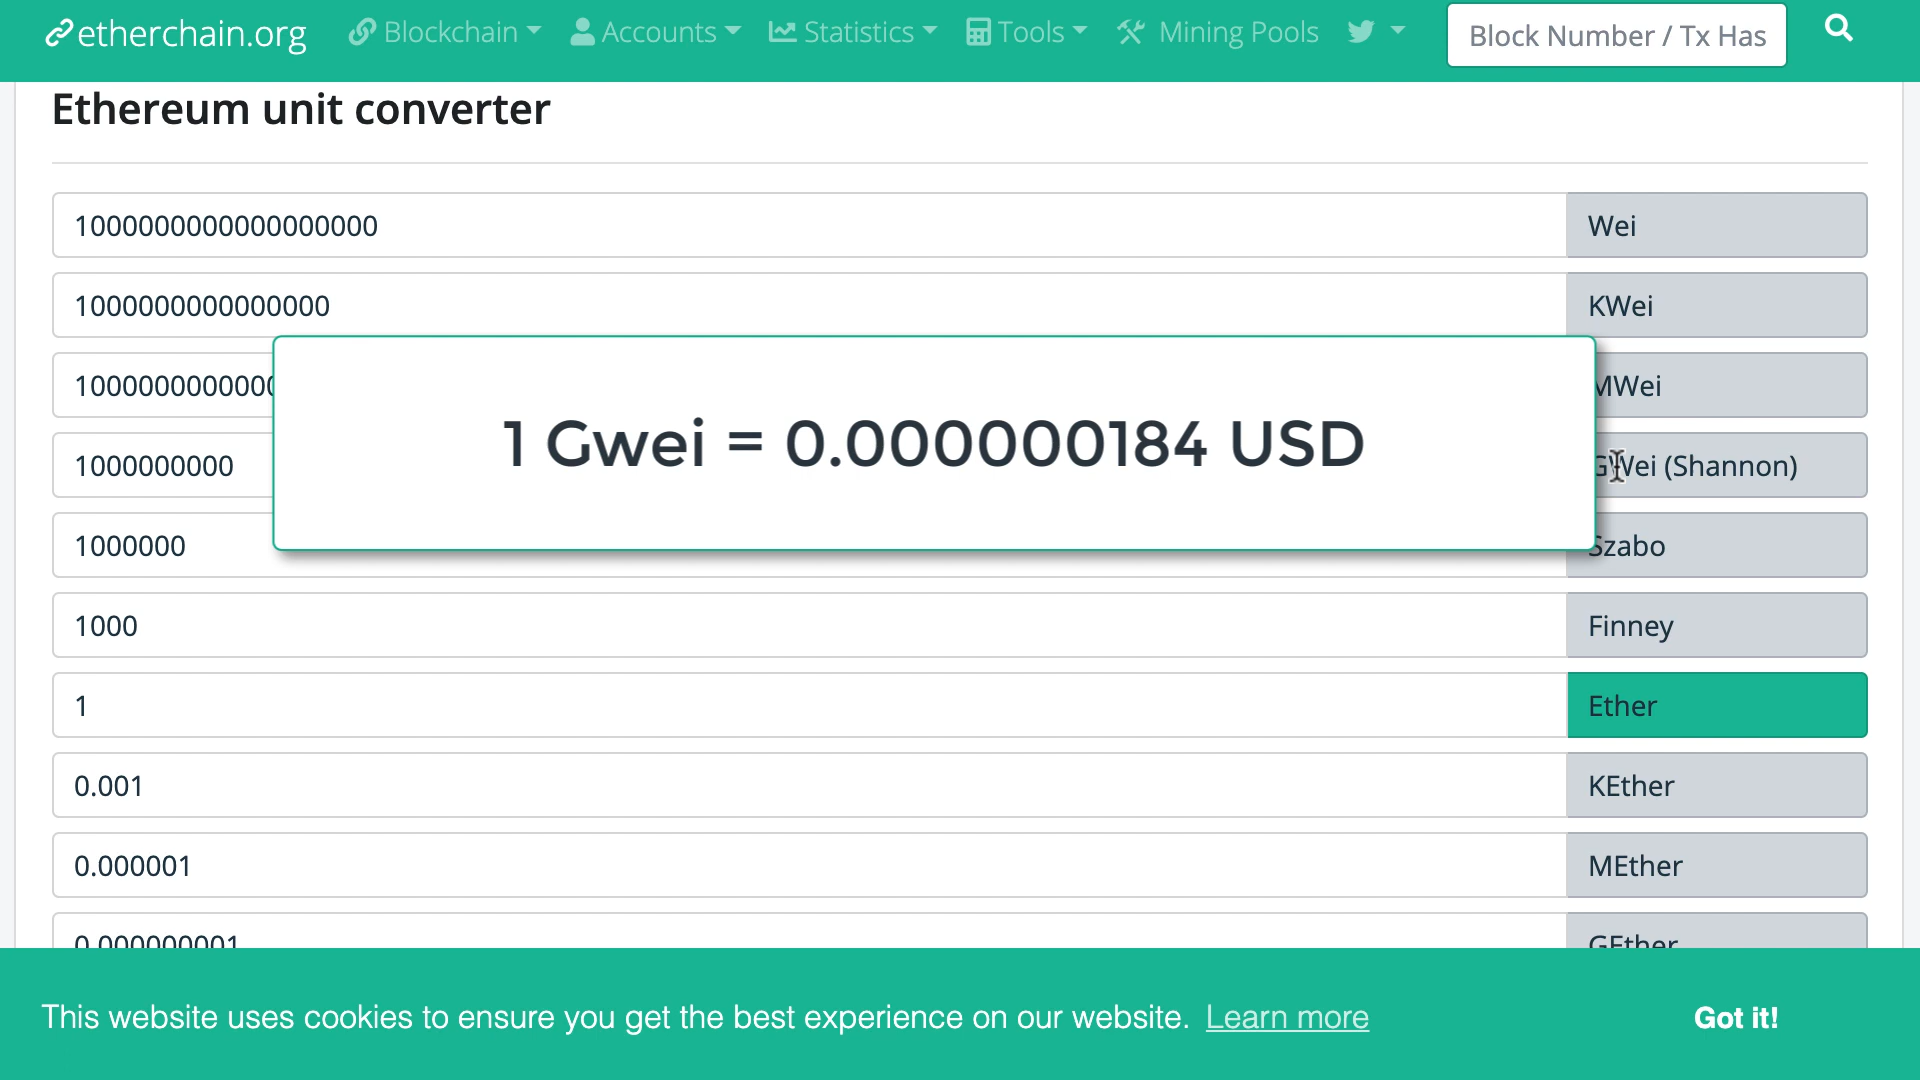 etherchain.org Blockchain Accounts Statistics Tools Mining Pools Block Number / Tx Has
Ethereum unit converter
1000000000000000000 Wei
1000000000000000 KWei
1000000000000 MWei
1 Gwei = 0.000000184 USD
1000000000 GWei (Shannon)
1000000 Szabo
1000 Finney
1 Ether
0.001 KEther
0.000001 MEther
0.000000001 GEther
This website uses cookies to ensure you get the best experience on our website. Learn more Got it!